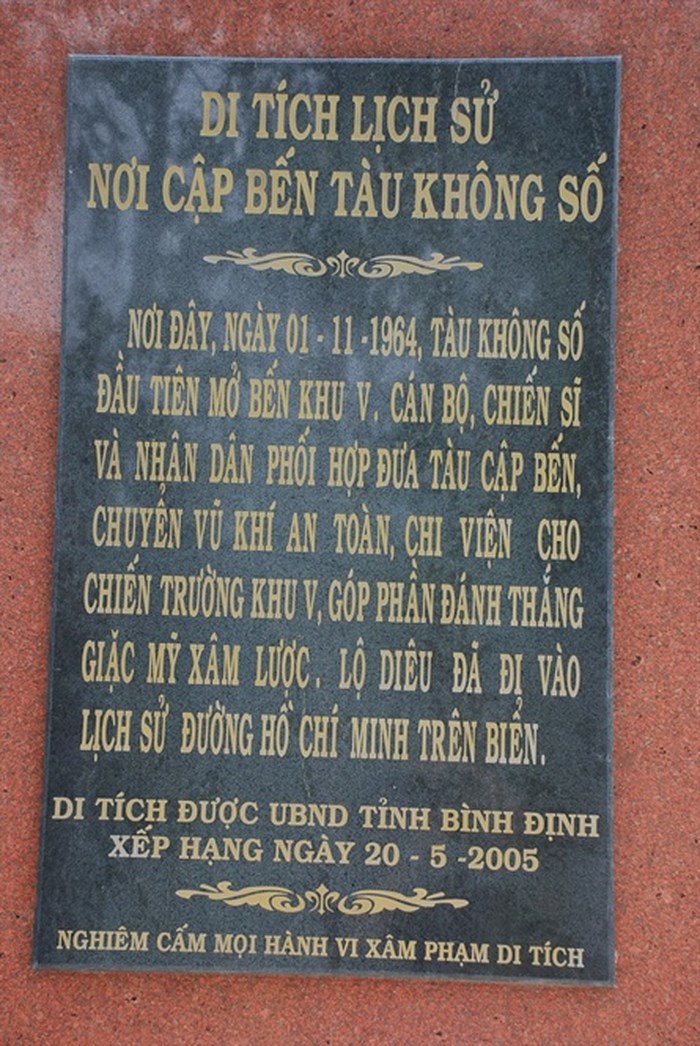 DI TÍCH LỊCH SỬ
NƠI CẬP BẾN TÀU KHÔNG SỐ
NƠI ĐÂY, NGÀY 01 - 11 -1964, TÀU KHÔNG SỐ
ĐẦU TIÊN MỞ BẾN KHU V. CÁN BỘ, CHIẾN SĨ
VÀ NHÂN DÂN PHỐI HỢP ĐƯA TÀU CẬP BẾN,
CHUYỂN VŨ KHÍ AN TOÀN, CHI VIỆN CHO
CHIẾN TRƯỜNG KHU V, GÓP PHẦN ĐÁNH THẮNG
GIẶC MỸ XÂM LƯỢC. LỘ DIÊU ĐÃ ĐI VÀO
LỊCH SỬ ĐƯỜNG HỒ CHÍ MINH TRÊN BIỂN.
DI TÍCH ĐƯỢC UBND TỈNH BÌNH ĐỊNH
XẾP HẠNG NGÀY 20 - 5 -2005
NGHIÊM CẤM MỌI HÀNH VI XÂM PHẠM DI TÍCH